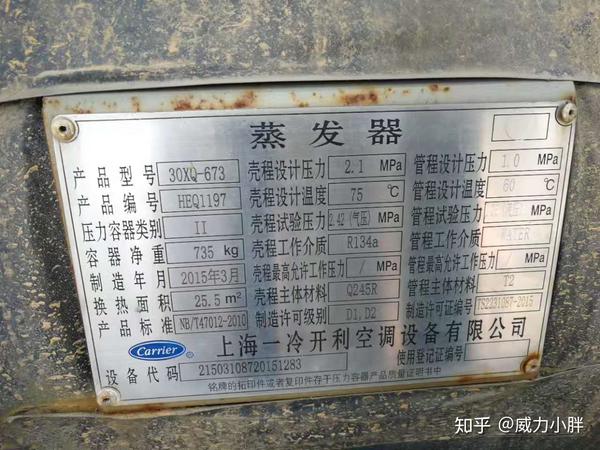 蒸发器
产品型号 30XQ-673 壳程设计压力 2.1 MPa 管程设计压力 1.0 MPa
产品编号 HEQ1197 壳程设计温度 75 ℃ 管程设计温度 60 ℃
压力容器类别 II 壳程试验压力 2.42(气压) MPa 管程试验压力 MPa
容器净重 735 kg 壳程工作介质 R134a 管程工作介质 WATER
制造年月 2015年3月 壳程最高允许工作压力 / MPa 管程最高允许工作压力 / MPa
换热面积 25.5 m² 壳程主体材料 Q245R 管程主体材料 T2
产品标准 NB/T47012-2010 制造许可级别 D1, D2 制造许可证编号 TS2231087-2015
Carrier 上海一冷开利空调设备有限公司
设备代码 21503108720151283 使用登记证编号
铭牌的拓印件或者复印件存于压力容器产品质量证明书中
知乎 @威力小胖